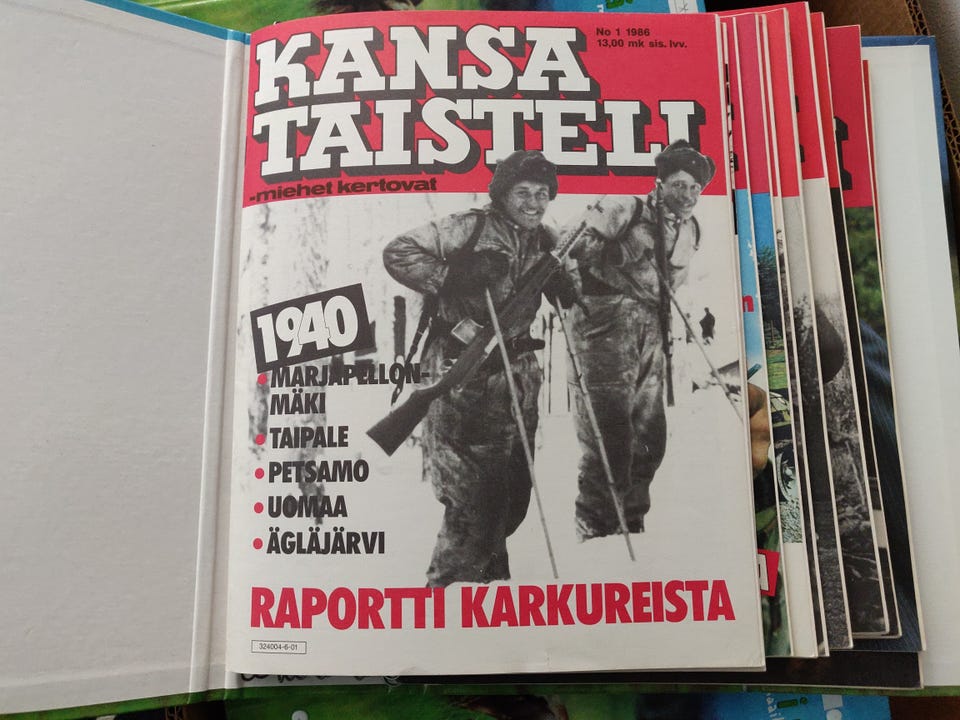 KANSA
TAISTELI
-miehet kertovat
No 1 1986
13,00 mk sis. lvv.
1940
• MARJAPELLON-
MÄKI
• TAIPALE
• PETSAMO
• UOMAA
• ÄGLÄJÄRVI
RAPORTTI KARKUREISTA
324004-6-01